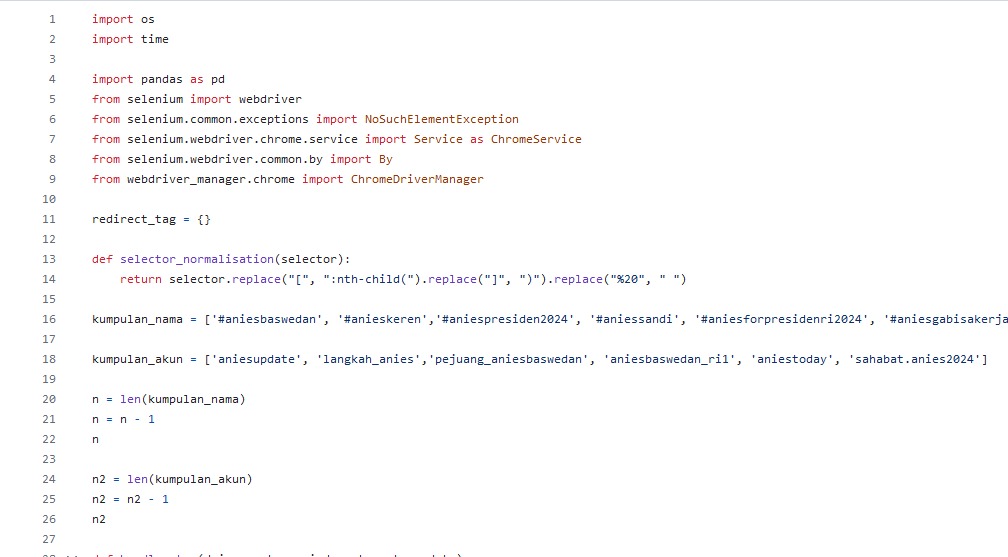 1 import os
2 import time
3
4 import pandas as pd
5 from selenium import webdriver
6 from selenium.common.exceptions import NoSuchElementException
7 from selenium.webdriver.chrome.service import Service as ChromeService
8 from selenium.webdriver.common.by import By
9 from webdriver_manager.chrome import ChromeDriverManager
10
11 redirect_tag = {}
12
13 def selector_normalisation(selector):
14 return selector.replace("[", ":nth-child(").replace("]", ")").replace("%20", " ")
15
16 kumpulan_nama = ['#aniesbaswedan', '#anieskeren','#aniespresiden2024', '#aniessandi', '#aniesforpresidenri2024', '#aniesgabisakerja
17
18 kumpulan_akun = ['aniesupdate', 'langkah_anies','pejuang_aniesbaswedan', 'aniesbaswedan_ri1', 'aniestoday', 'sahabat.anies2024']
19
20 n = len(kumpulan_nama)
21 n = n - 1
22 n
23
24 n2 = len(kumpulan_akun)
25 n2 = n2 - 1
26 n2
27